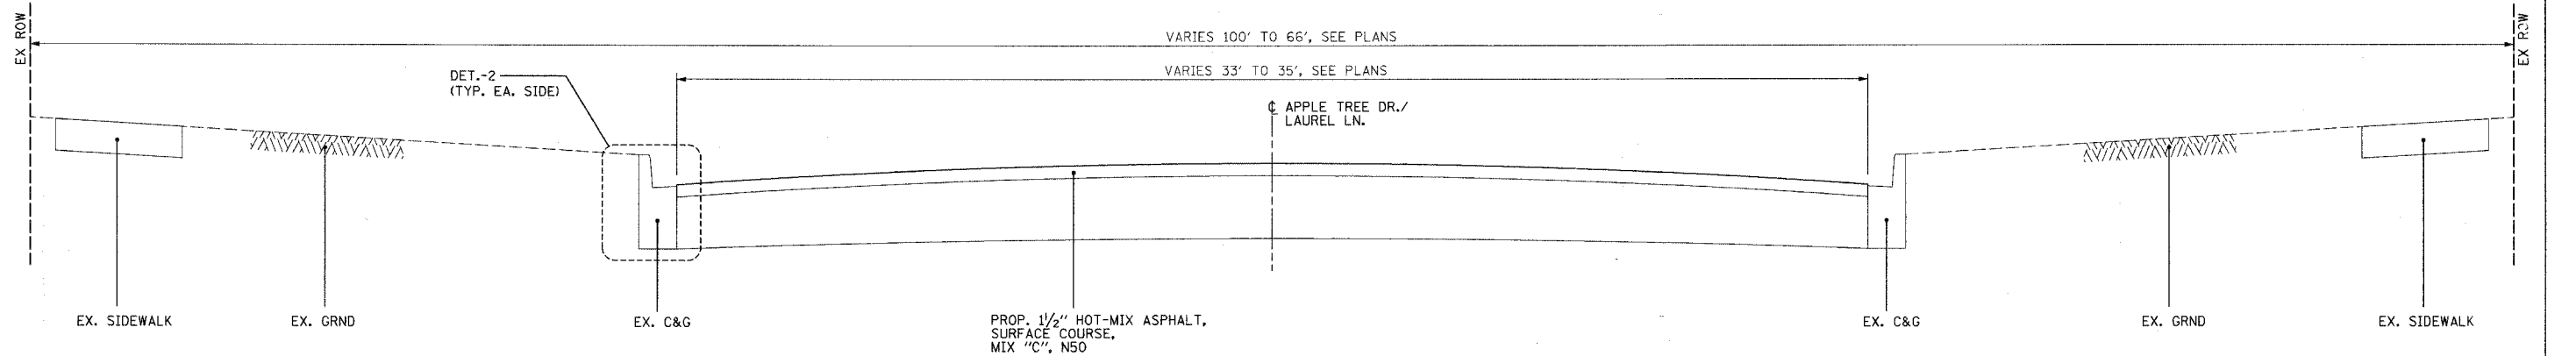 EX ROW
VARIES 100' TO 66', SEE PLANS
EX ROW
DET.-2
(TYP. EA. SIDE)
VARIES 33' TO 35', SEE PLANS
℄ APPLE TREE DR./
LAUREL LN.
EX. SIDEWALK
EX. GRND
EX. C&G
PROP. 1½" HOT-MIX ASPHALT,
SURFACE COURSE,
MIX "C", N50
EX. C&G
EX. GRND
EX. SIDEWALK